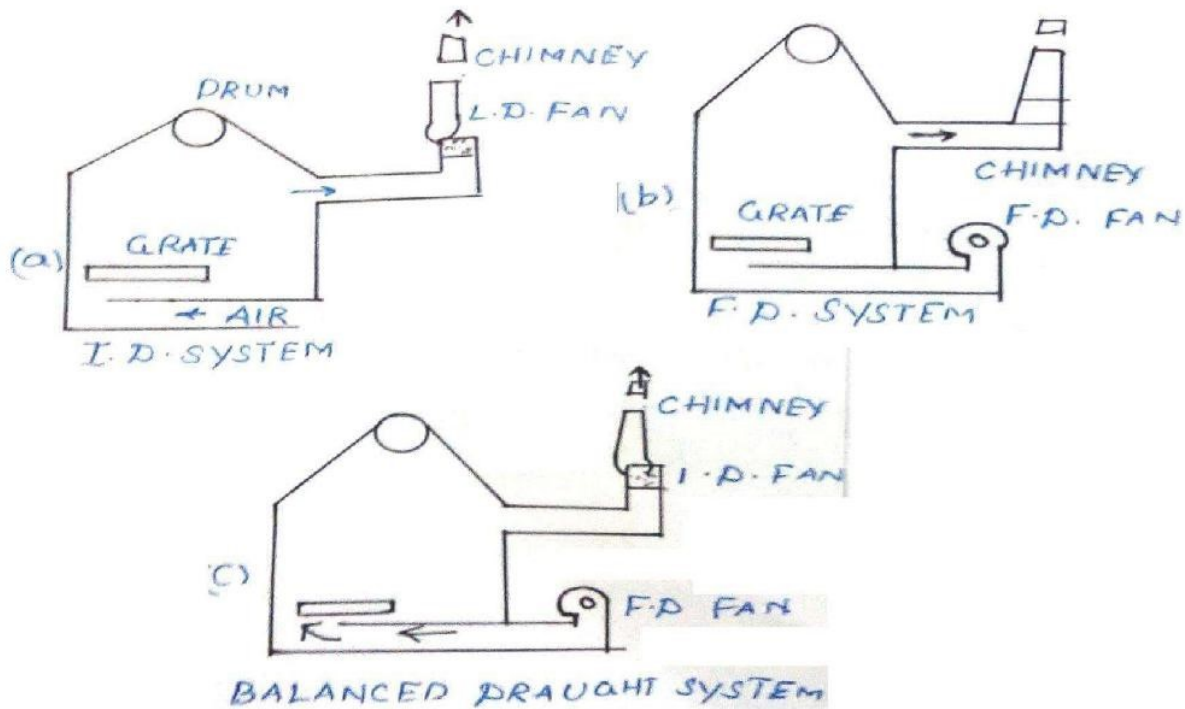 CHIMNEY
DRUM
I.D. FAN
(a)
GRATE
← AIR
I.D. SYSTEM
(b)
CHIMNEY
GRATE
F.D. FAN
F.D. SYSTEM
CHIMNEY
I.D. FAN
C)
F.D FAN
BALANCED DRAUGHT SYSTEM